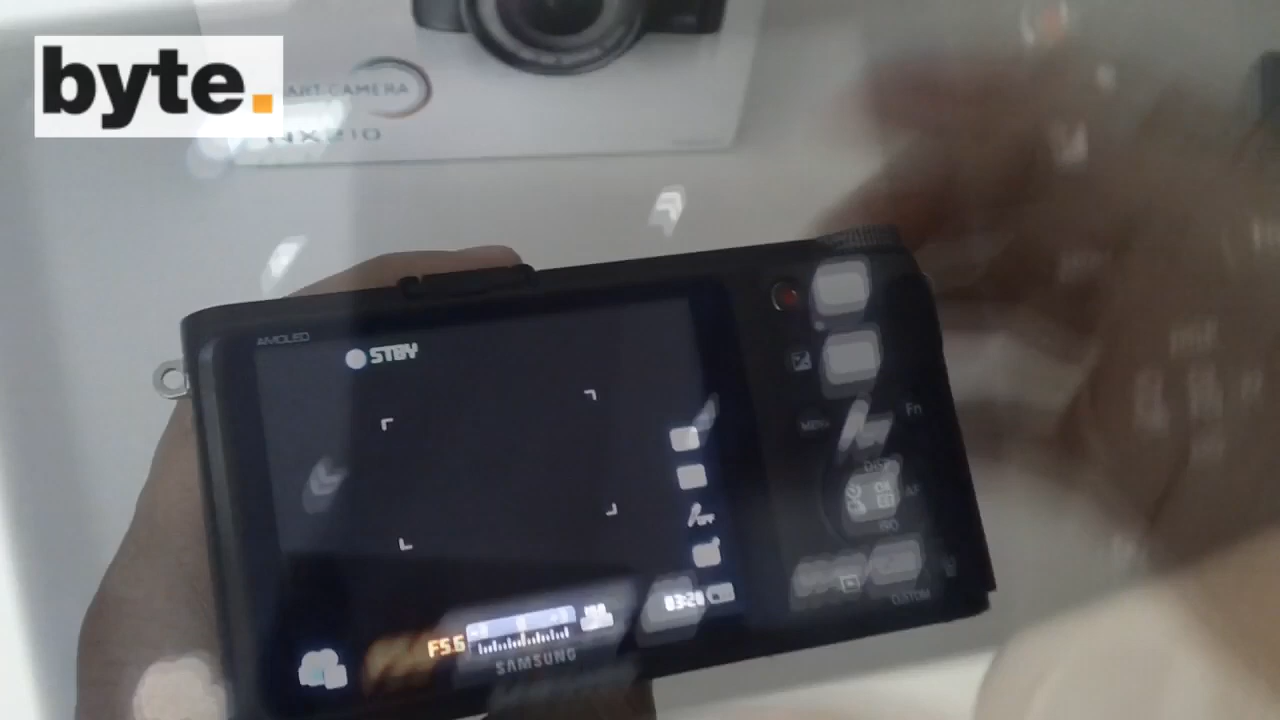 byte.
ART CAMERA
NX210
AMOLED
STBY
MENU
Fn
AF
ISO
F5.6
03:20
CUSTOM
SAMSUNG